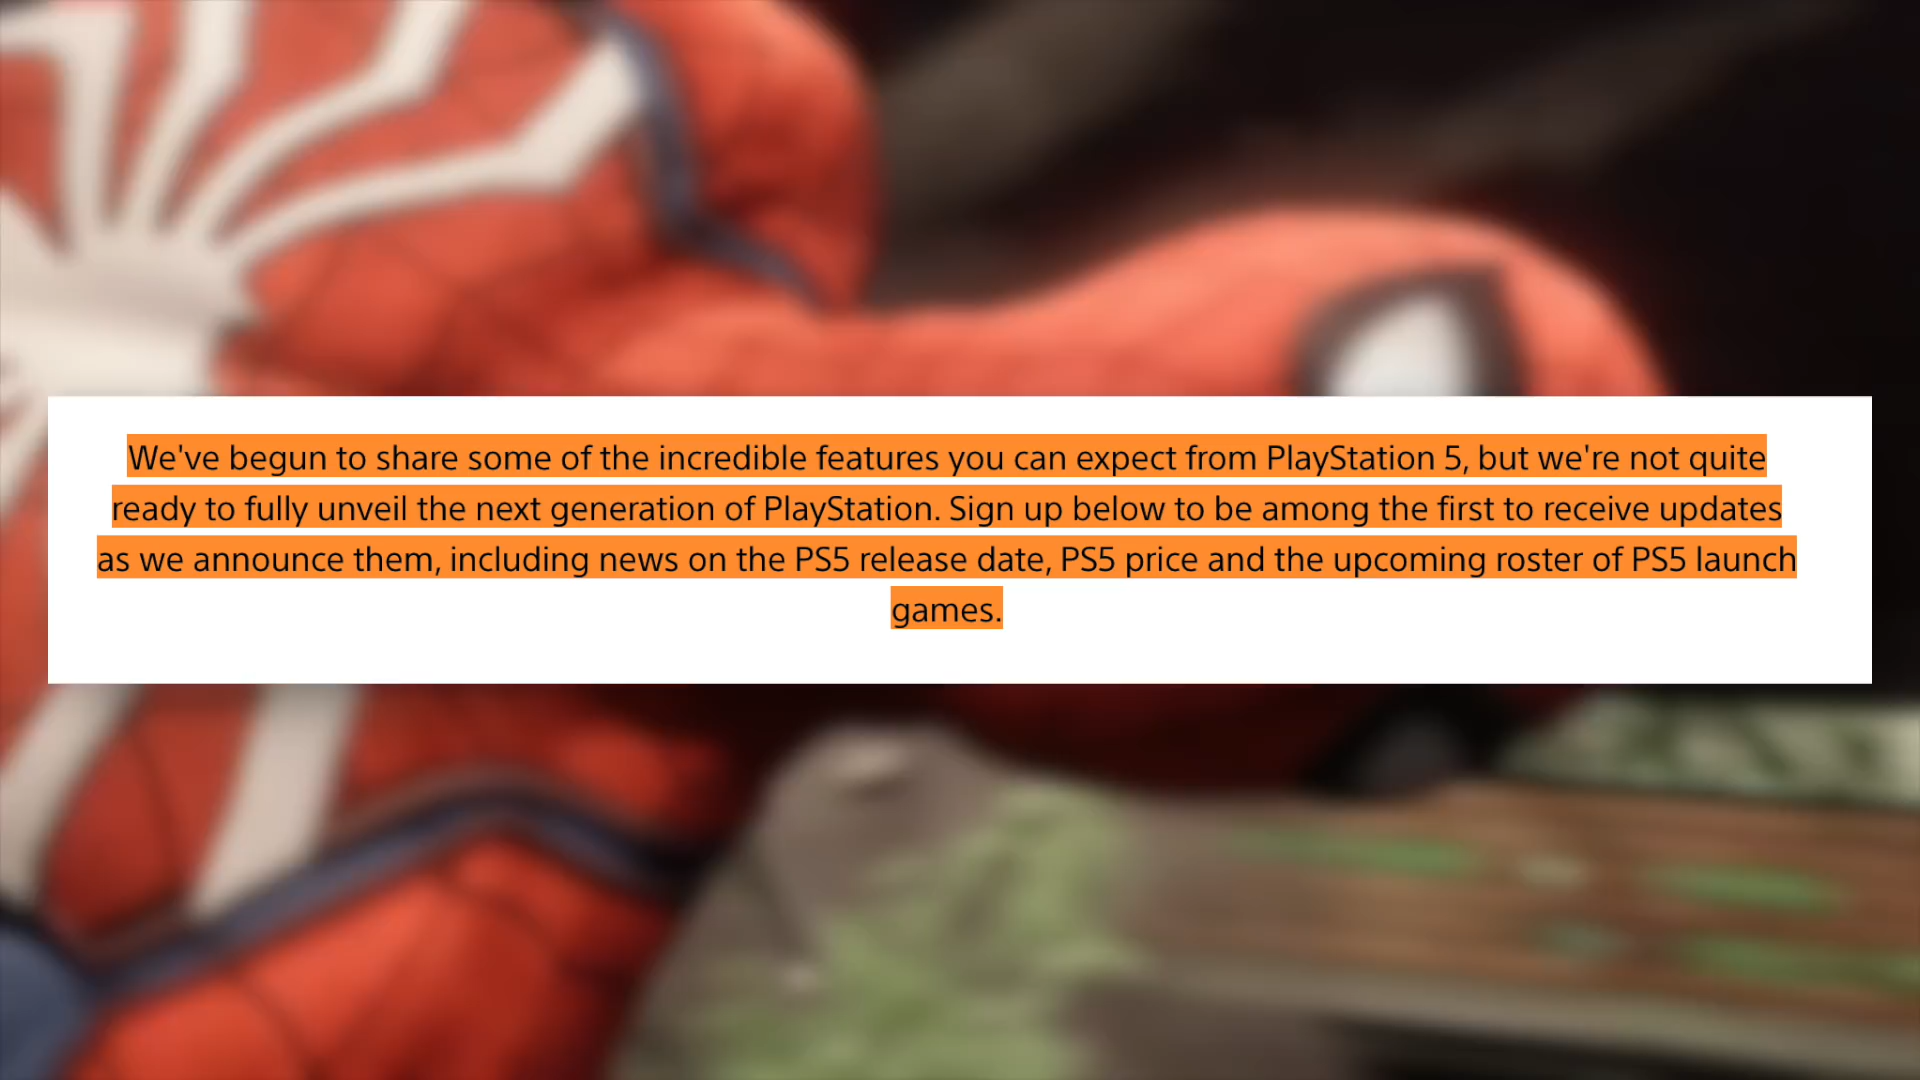 We've begun to share some of the incredible features you can expect from PlayStation 5, but we're not quite
ready to fully unveil the next generation of PlayStation. Sign up below to be among the first to receive updates
as we announce them, including news on the PS5 release date, PS5 price and the upcoming roster of PS5 launch
games.